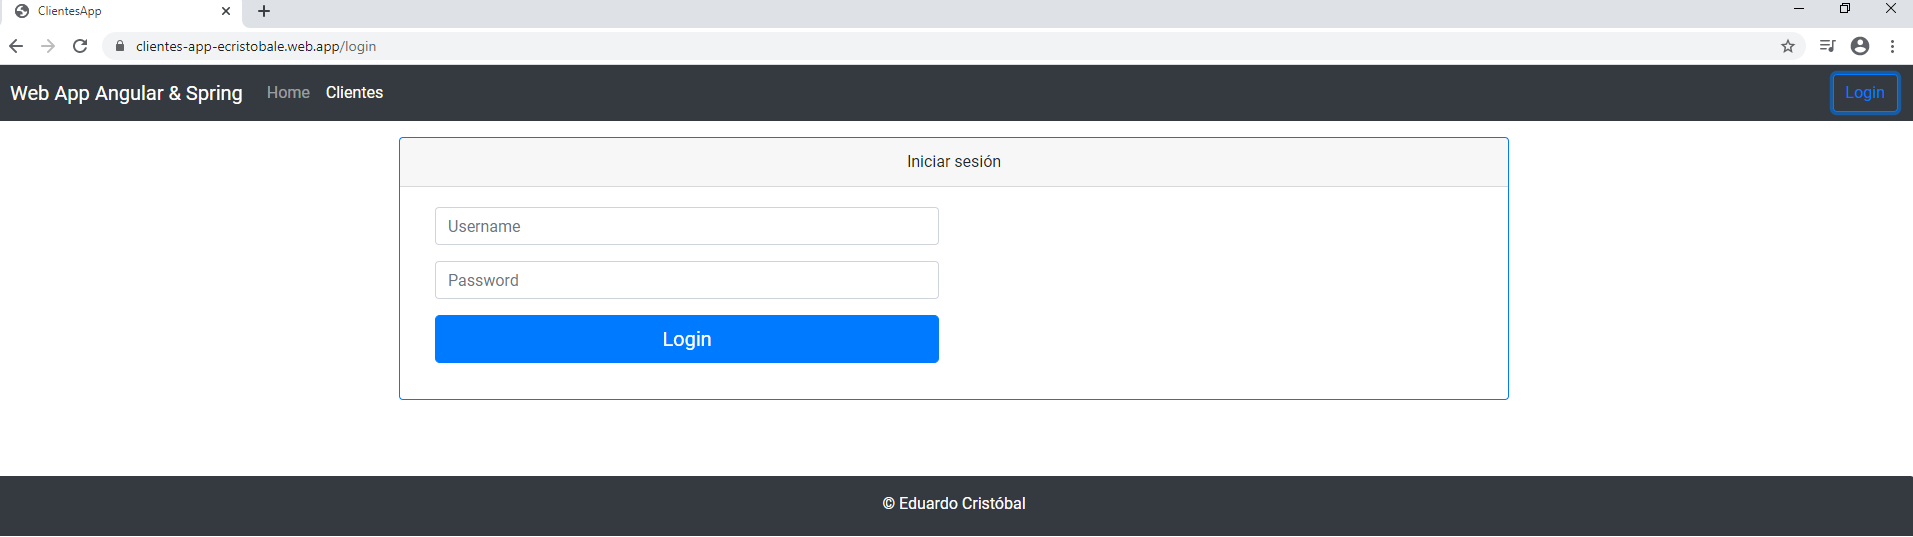 ClientesApp
clientes-app-ecristobale.web.app/login
Web App Angular & Spring Home Clientes Login
Iniciar sesión
Username
Password
Login
© Eduardo Cristóbal